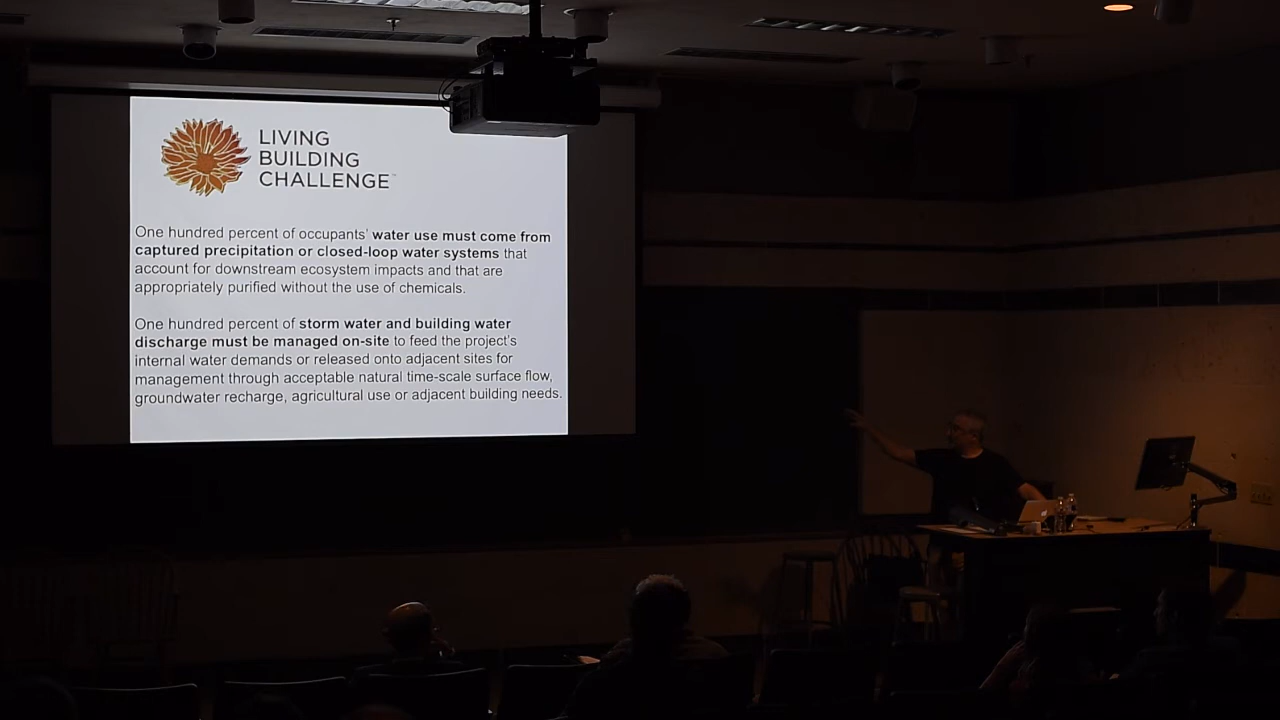 LIVING
BUILDING
CHALLENGE™
One hundred percent of occupants' water use must come from
captured precipitation or closed-loop water systems that
account for downstream ecosystem impacts and that are
appropriately purified without the use of chemicals.
One hundred percent of storm water and building water
discharge must be managed on-site to feed the project's
internal water demands or released onto adjacent sites for
management through acceptable natural time-scale surface flow,
groundwater recharge, agricultural use or adjacent building needs.